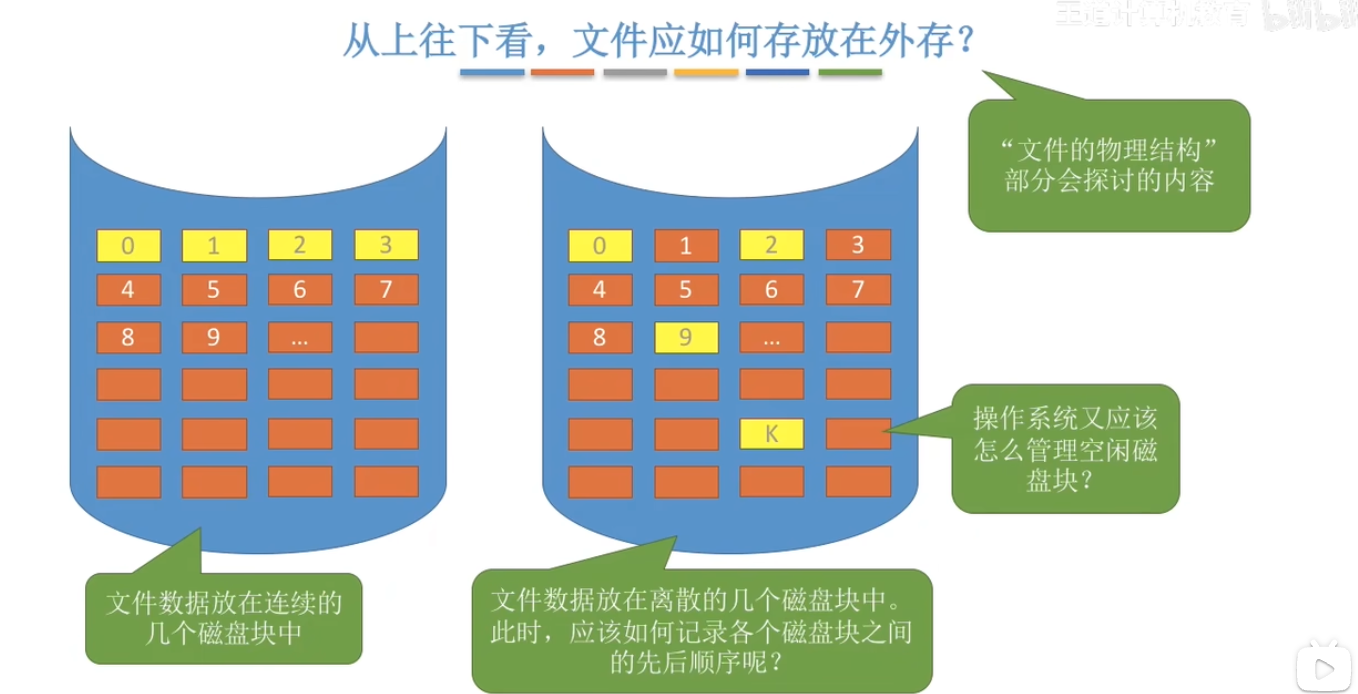 王道计算机教育 bilibili
从上往下看，文件应如何存放在外存？
“文件的物理结构”
部分会探讨的内容
0 1 2 3
4 5 6 7
8 9 ...
0 1 2 3
4 5 6 7
8 9 ...
K
操作系统又应该
怎么管理空闲磁
盘块？
文件数据放在连续的
几个磁盘块中
文件数据放在离散的几个磁盘块中。
此时，应该如何记录各个磁盘块之间
的先后顺序呢？